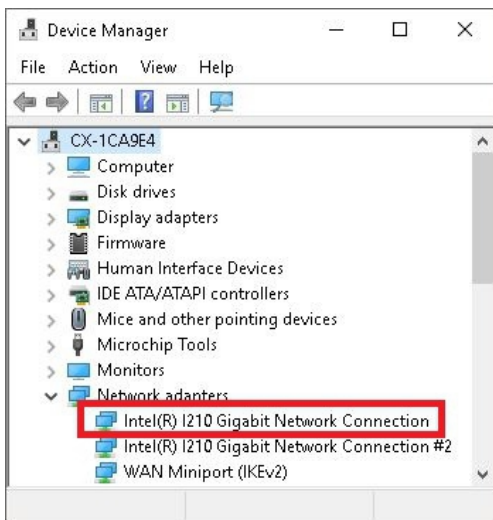 Device Manager
File Action View Help
CX-1CA9E4
Computer
Disk drives
Display adapters
Firmware
Human Interface Devices
IDE ATA/ATAPI controllers
Mice and other pointing devices
Microchip Tools
Monitors
Network adapters
Intel(R) I210 Gigabit Network Connection
Intel(R) I210 Gigabit Network Connection #2
WAN Miniport (IKEv2)